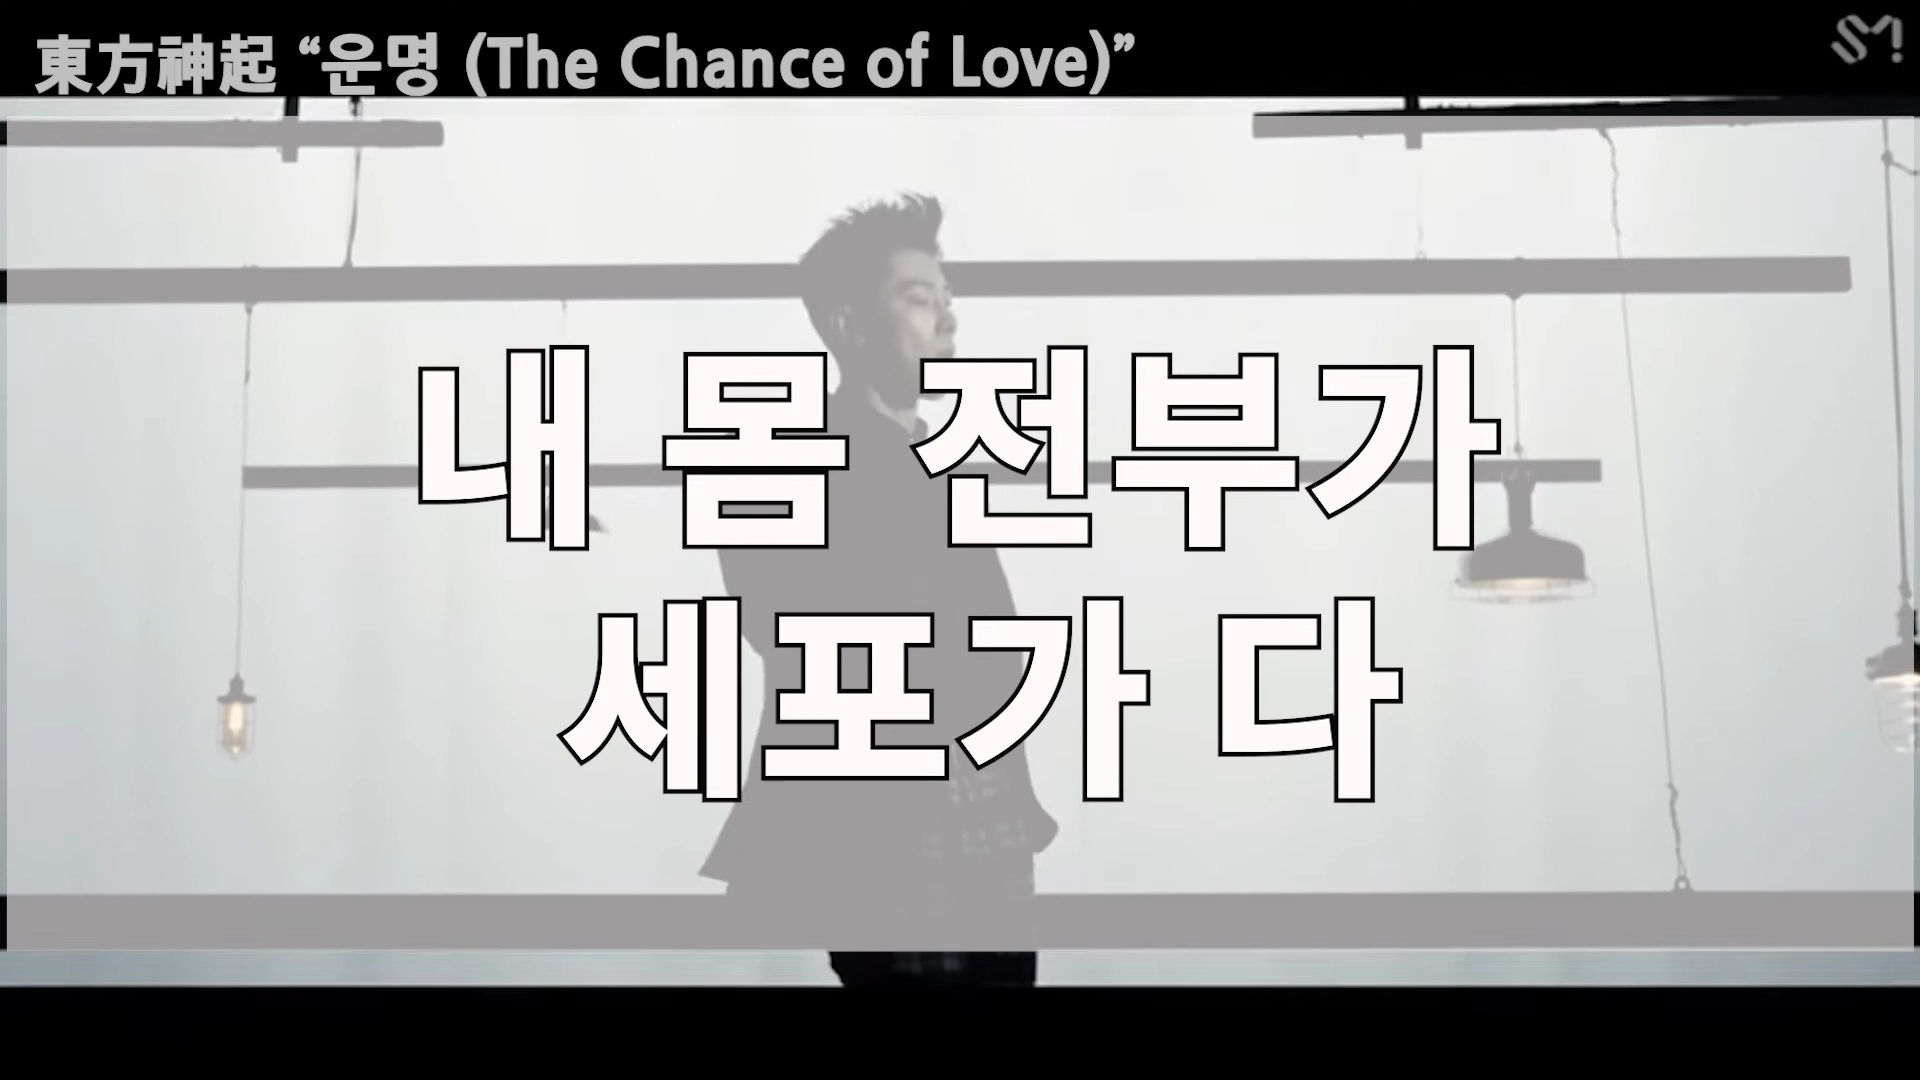 東方神起 “운명 (The Chance of Love)”
SM!
내 몸 전부가
세포가 다